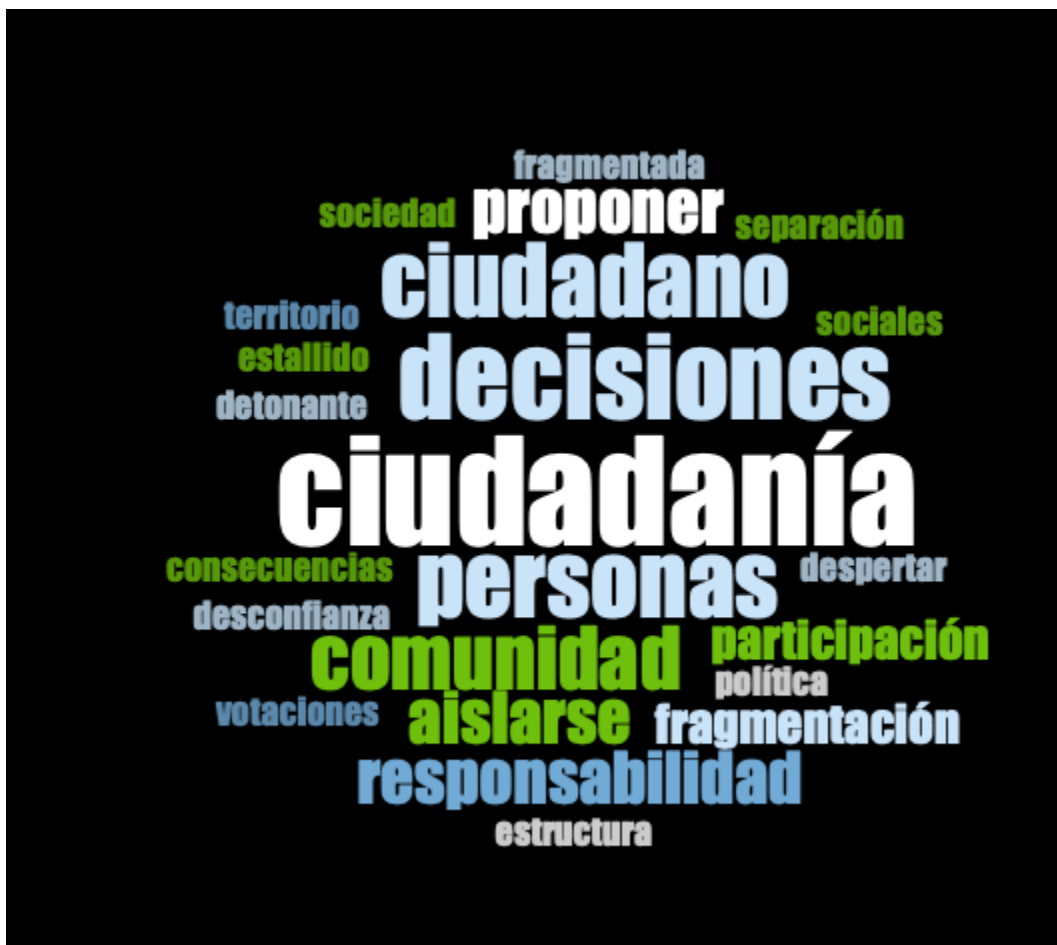 fragmentada
sociedad proponer separación
ciudadano
territorio sociales
estallido decisiones
detonante
ciudadanía
consecuencias personas despertar
desconfianza
comunidad participación
política
votaciones aislarse fragmentación
responsabilidad
estructura